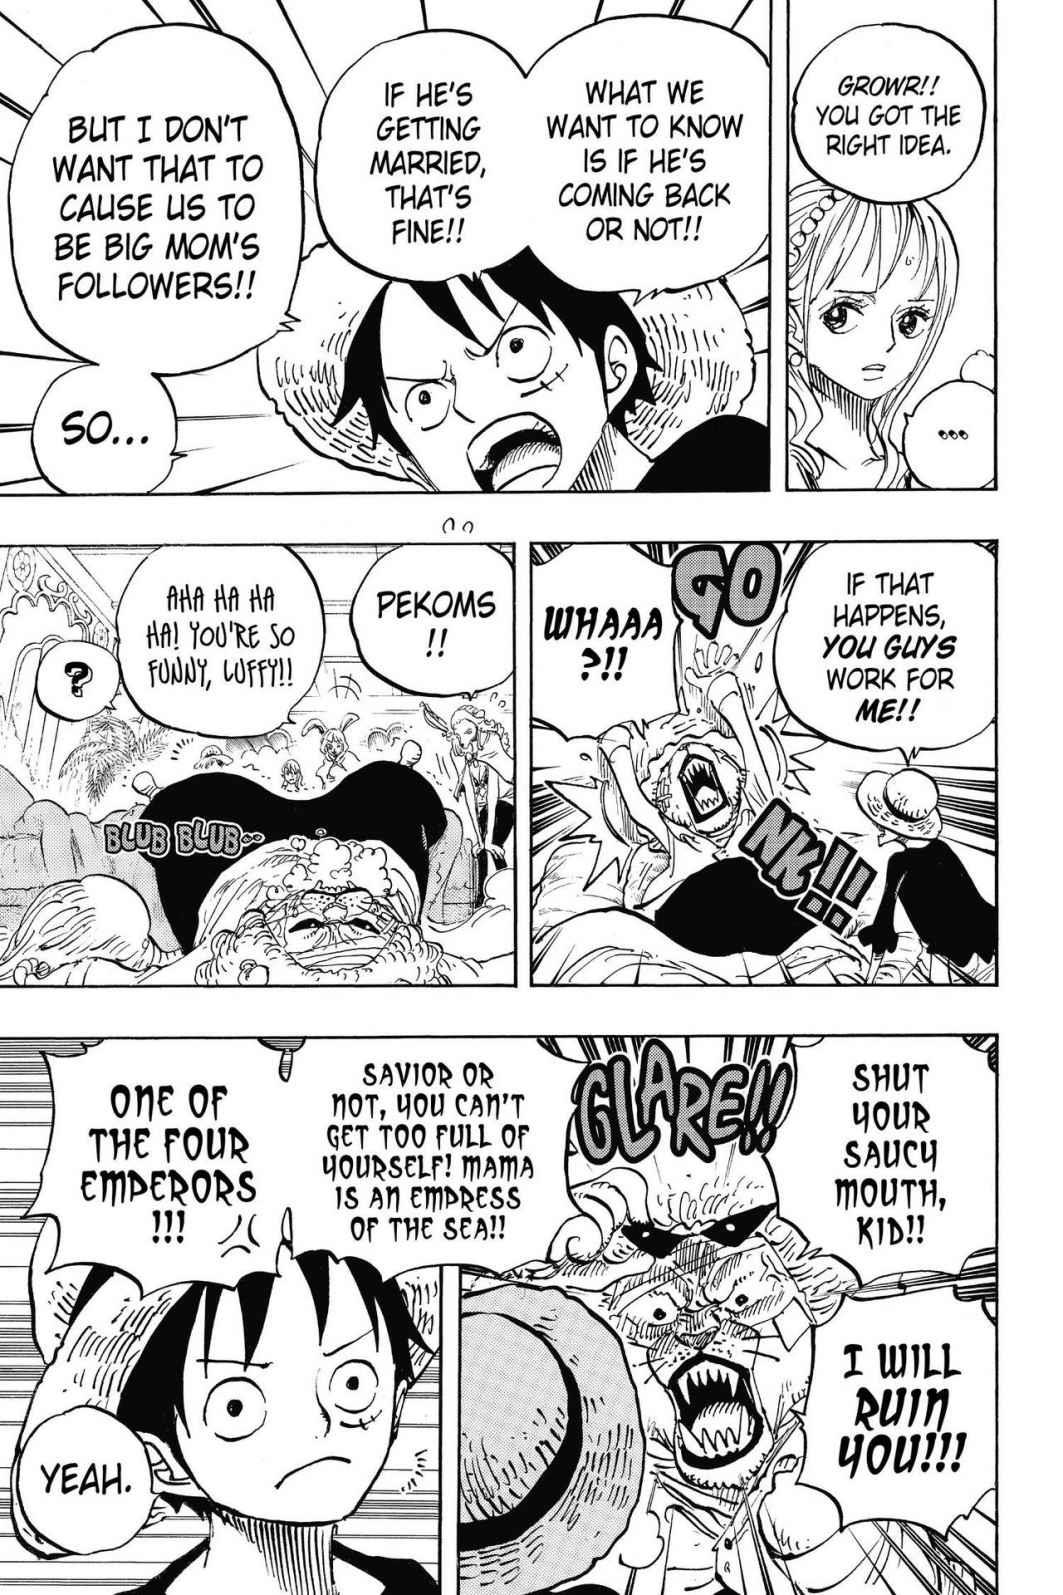 GROWR!!
YOU GOT THE
RIGHT IDEA.
...
WHAT WE
WANT TO KNOW
IS IF HE'S
COMING BACK
OR NOT!!
IF HE'S
GETTING
MARRIED,
THAT'S
FINE!!
BUT I DON'T
WANT THAT TO
CAUSE US TO
BE BIG MOM'S
FOLLOWERS!!
SO...
IF THAT
HAPPENS,
YOU GUYS
WORK FOR
ME!!
GO
NK!!
WHAAA
?!!
PEKOMS
!!
AHA HA HA
HA! YOU'RE SO
FUNNY, LUFFY!!
?
BLUB BLUB..
SHUT
YOUR
SAUCY
MOUTH,
KID!!
GLARE!!
I WILL
RUIN
YOU!!!
SAVIOR OR
NOT, YOU CAN'T
GET TOO FULL OF
YOURSELF! MAMA
IS AN EMPRESS
OF THE SEA!!
ONE OF
THE FOUR
EMPERORS
!!!
YEAH.